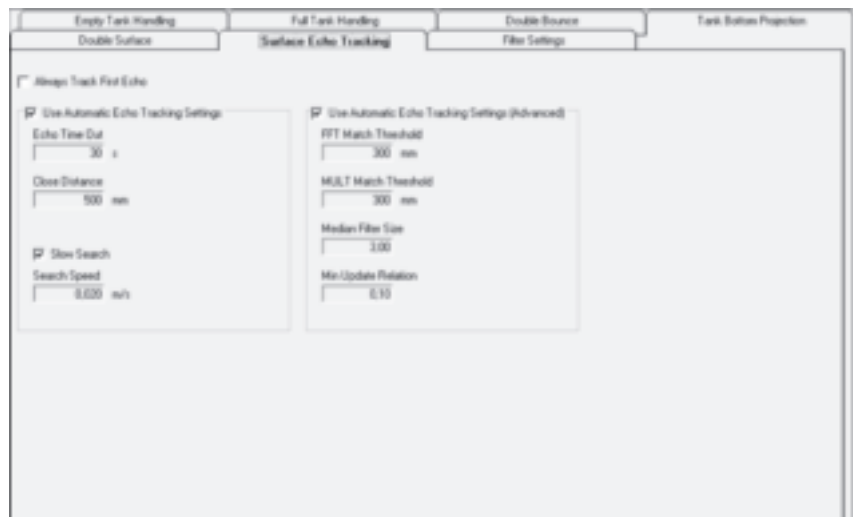 Empty Tank Handling
Full Tank Handling
Double Bounce
Tank Bottom Projection
Double Surface
Surface Echo Tracking
Filter Settings
Always Track First Echo
Use Automatic Echo Tracking Settings
Echo Time Out
30 s
Close Distance
500 mm
Slow Search
Search Speed
0,020 m/s
Use Automatic Echo Tracking Settings (Advanced)
FFT Match Threshold
300 mm
MULT Match Threshold
300 mm
Median Filter Size
3,00
Min Update Relation
0,10